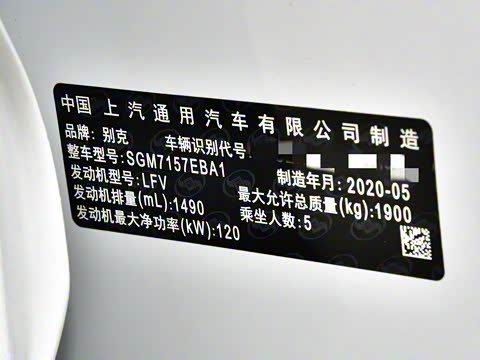 中国 上汽通用汽车有限公司制造
品牌: 别克 车辆识别代号
整车型号: SGM7157EBA1 制造年月: 2020-05
发动机型号: LFV 最大允许总质量(kg): 1900
发动机排量(mL): 1490 乘坐人数: 5
发动机最大净功率(kW): 120